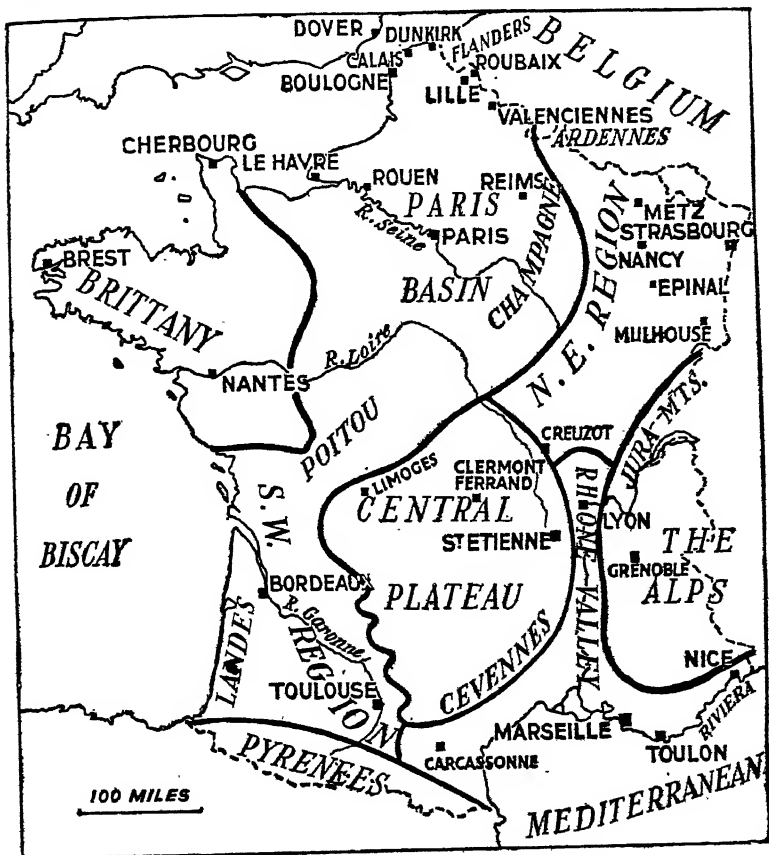 DOVER
DUNKIRK
CALAIS
FLANDERS
BELGIUM
BOULOGNE
ROUBAIX
LILLE
VALENCIENNES
ARDENNES
CHERBOURG
LE HAVRE
ROUEN
REIMS
METZ
PARIS
R. Seine
PARIS
STRASBOURG
NANCY
BREST
BRITTANY
BASIN
CHAMPAGNE
N. E. REGION
EPINAL
MULHOUSE
R. Loire
NANTES
JURA MTS.
BAY
OF
BISCAY
POITOU
CREUZOT
LIMOGES
CLERMONT
FERRAND
CENTRAL
LYON
RHONE VALLEY
S.W.
ST ETIENNE
THE
GRENOBLE
BORDEAUX
PLATEAU
ALPS
R. Garonne
REGION
LANDES
CEVENNES
NICE
TOULOUSE
RIVIERA
MARSEILLE
PYRENEES
CARCASSONNE
TOULON
100 MILES
MEDITERRANEAN